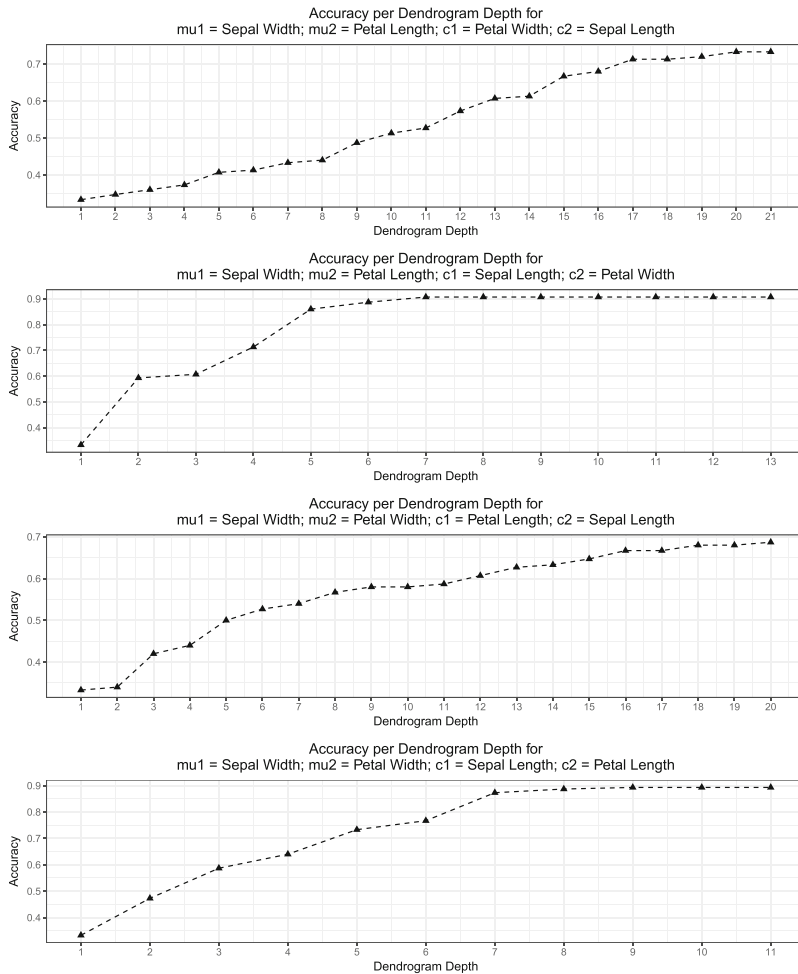 Accuracy per Dendrogram Depth for
mu1 = Sepal Width; mu2 = Petal Length; c1 = Petal Width; c2 = Sepal Length
Accuracy
0.7
0.6
0.5
0.4
1 2 3 4 5 6 7 8 9 10 11 12 13 14 15 16 17 18 19 20 21
Dendrogram Depth
Accuracy per Dendrogram Depth for
mu1 = Sepal Width; mu2 = Petal Length; c1 = Sepal Length; c2 = Petal Width
Accuracy
0.9
0.8
0.7
0.6
0.5
0.4
1 2 3 4 5 6 7 8 9 10 11 12 13
Dendrogram Depth
Accuracy per Dendrogram Depth for
mu1 = Sepal Width; mu2 = Petal Width; c1 = Petal Length; c2 = Sepal Length
Accuracy
0.7
0.6
0.5
0.4
1 2 3 4 5 6 7 8 9 10 11 12 13 14 15 16 17 18 19 20
Dendrogram Depth
Accuracy per Dendrogram Depth for
mu1 = Sepal Width; mu2 = Petal Width; c1 = Sepal Length; c2 = Petal Length
Accuracy
0.9
0.8
0.7
0.6
0.5
0.4
1 2 3 4 5 6 7 8 9 10 11
Dendrogram Depth